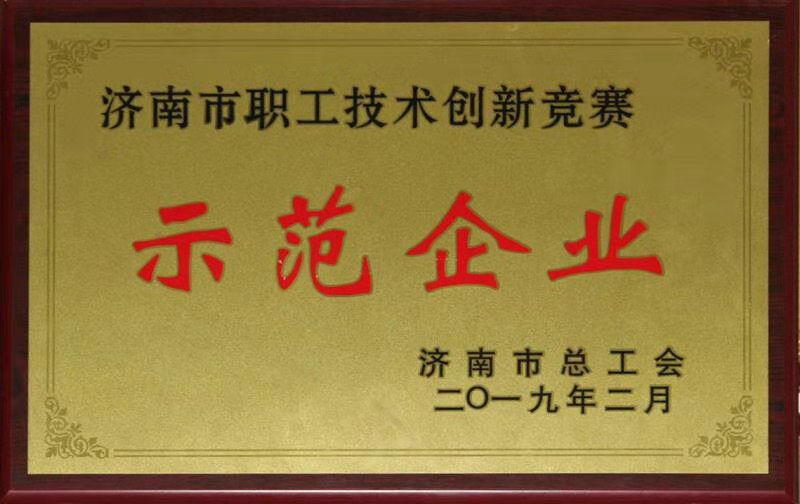 济南市职工技术创新竞赛
示范企业
济南市总工会
二〇一九年二月